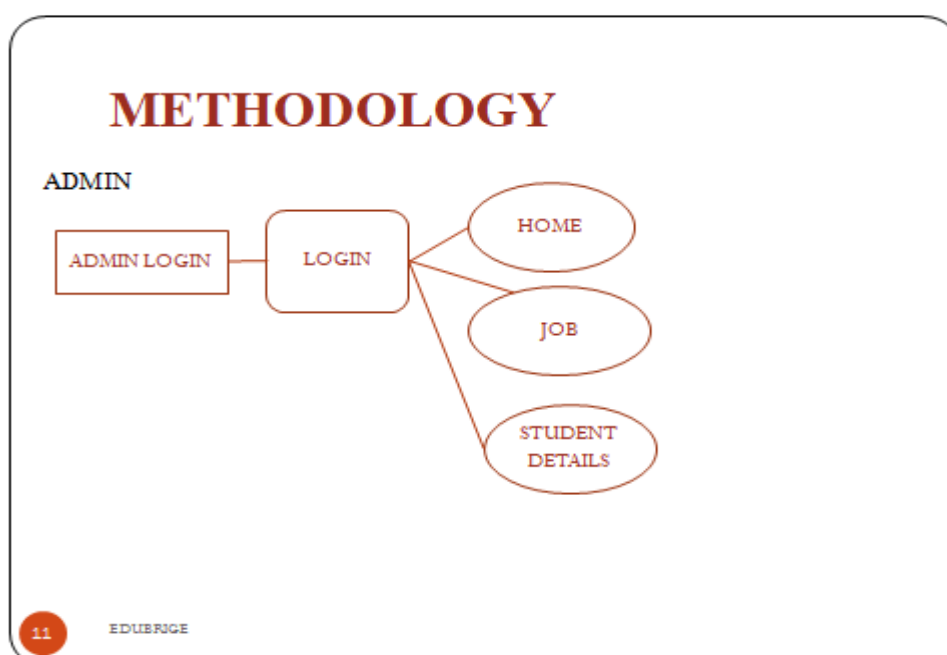 METHODOLOGY
ADMIN
ADMIN LOGIN
LOGIN
HOME
JOB
STUDENT
DETAILS
11
EDUBRIGE